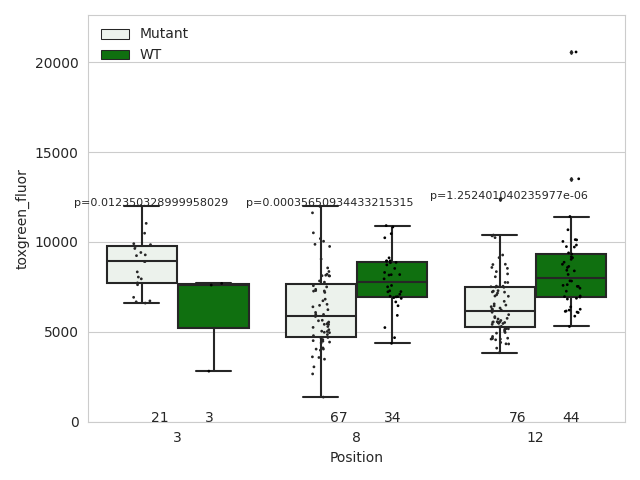 Mutant
WT
20000
15000
10000
5000
0
toxgreen_fluor
p=0.012350328999958029
p=0.00035650934433215315
p=1.252401040235977e-06
21 3 67 34 76 44
3 8 12
Position